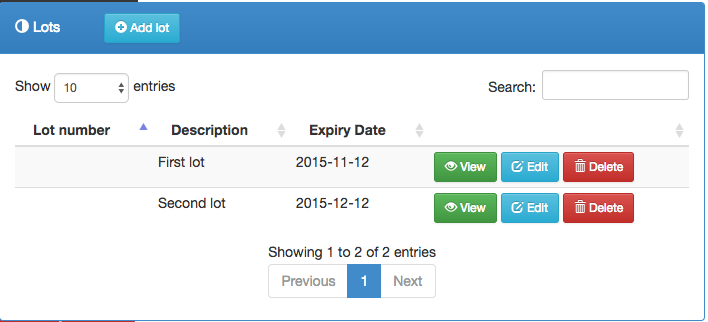 Lots Add lot
Show 10 entries Search:
Lot number Description Expiry Date
First lot 2015-11-12 View Edit Delete
Second lot 2015-12-12 View Edit Delete
Showing 1 to 2 of 2 entries
Previous 1 Next